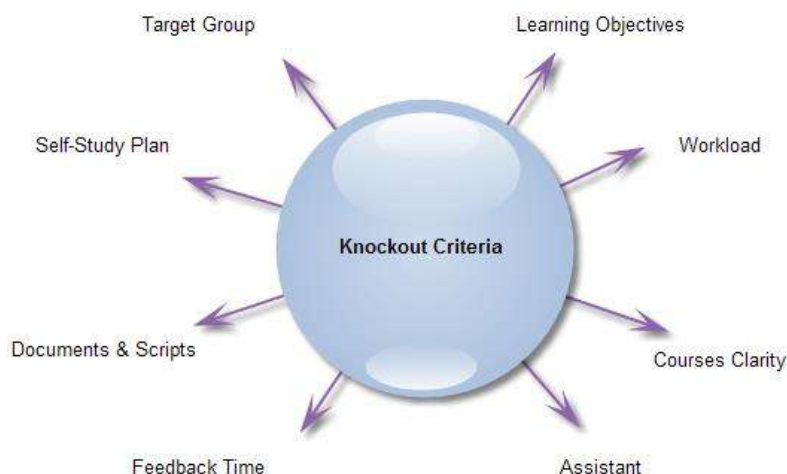 Target Group
Learning Objectives
Self-Study Plan
Workload
Knockout Criteria
Documents & Scripts
Courses Clarity
Feedback Time
Assistant